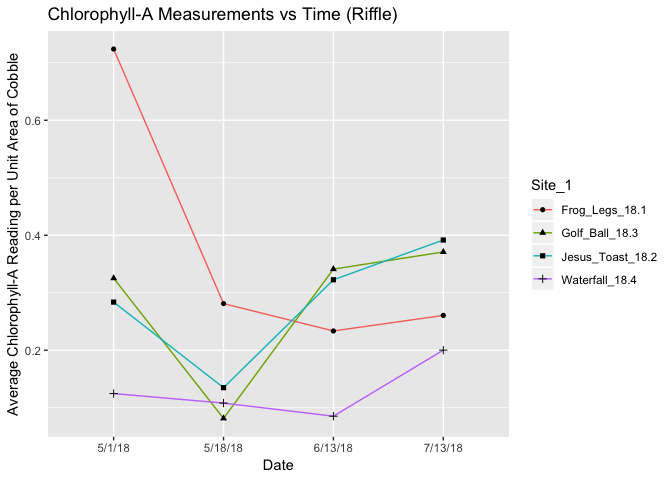 Chlorophyll-A Measurements vs Time (Riffle)
Average Chlorophyll-A Reading per Unit Area of Cobble
0.6
0.4
0.2
5/1/18
5/18/18
6/13/18
7/13/18
Date
Site_1
Frog_Legs_18.1
Golf_Ball_18.3
Jesus_Toast_18.2
Waterfall_18.4